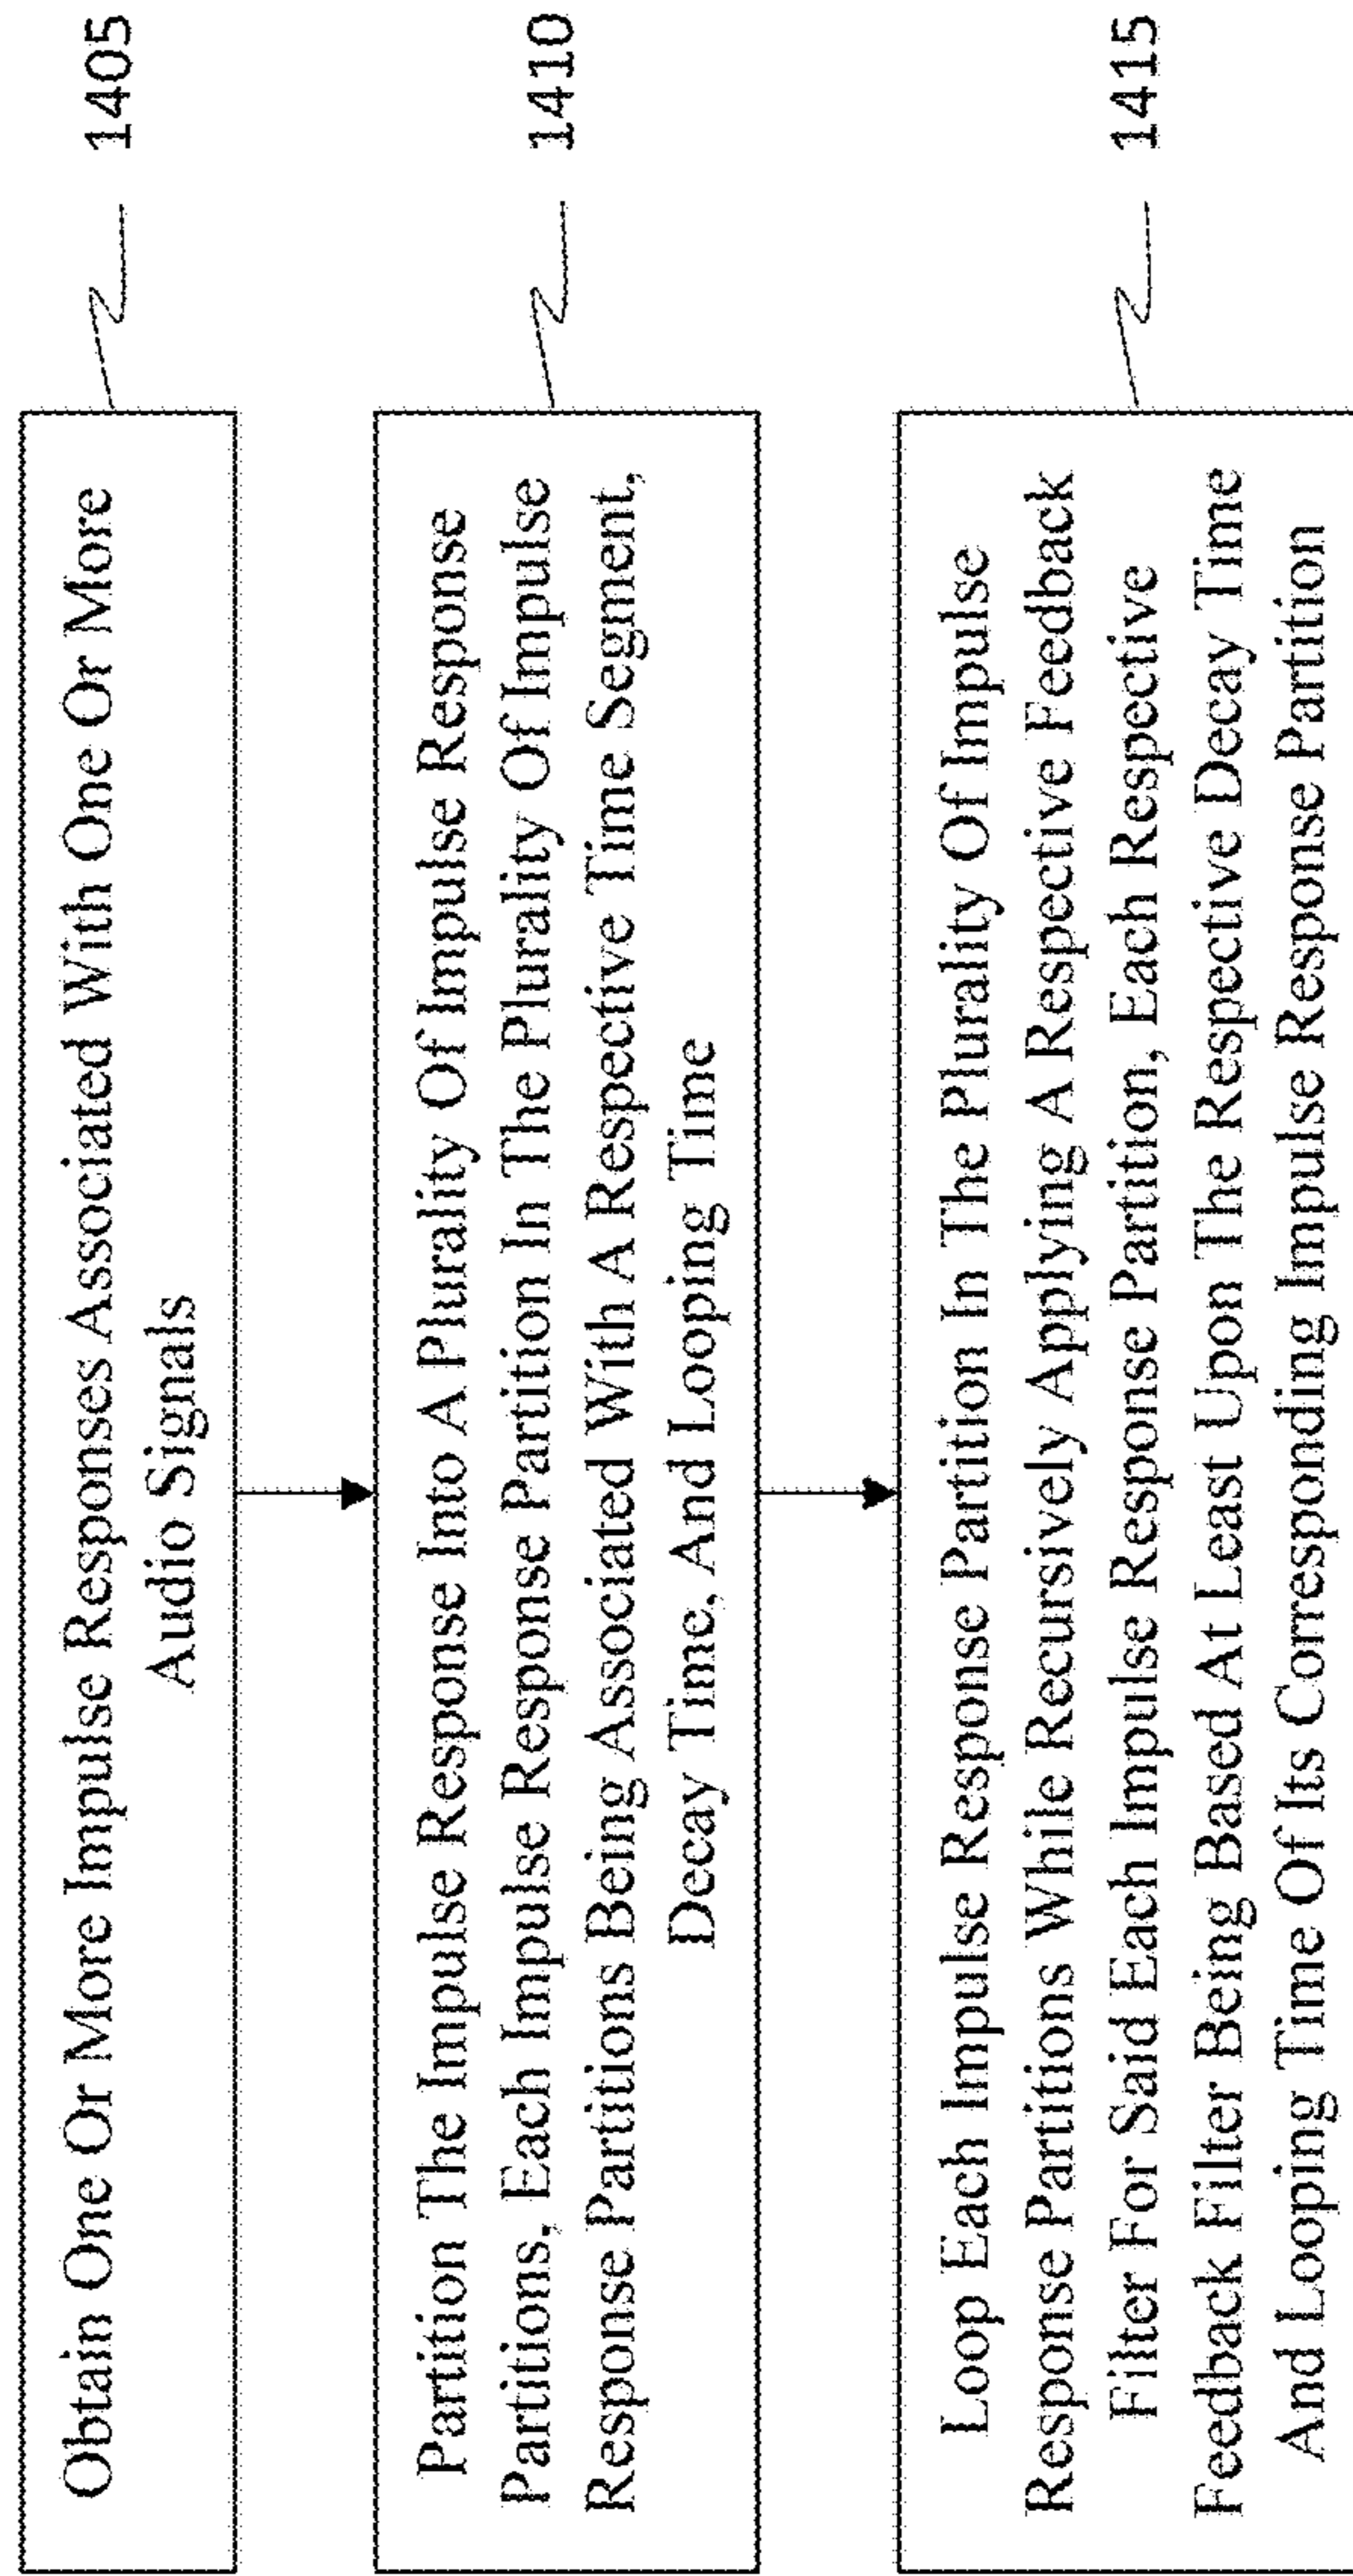 Obtain One Or More Impulse Responses Associated With One Or More
Audio Signals
1405
Partition The Impulse Response Into A Plurality Of Impulse Response
Partitions, Each Impulse Response Partition In The Plurality Of Impulse
Response Partitions Being Associated With A Respective Time Segment,
Decay Time, And Looping Time
1410
Loop Each Impulse Response Partition In The Plurality Of Impulse
Response Partitions While Recursively Applying A Respective Feedback
Filter For Said Each Impulse Response Partition, Each Respective
Feedback Filter Being Based At Least Upon The Respective Decay Time
And Looping Time Of Its Corresponding Impulse Response Partition
1415